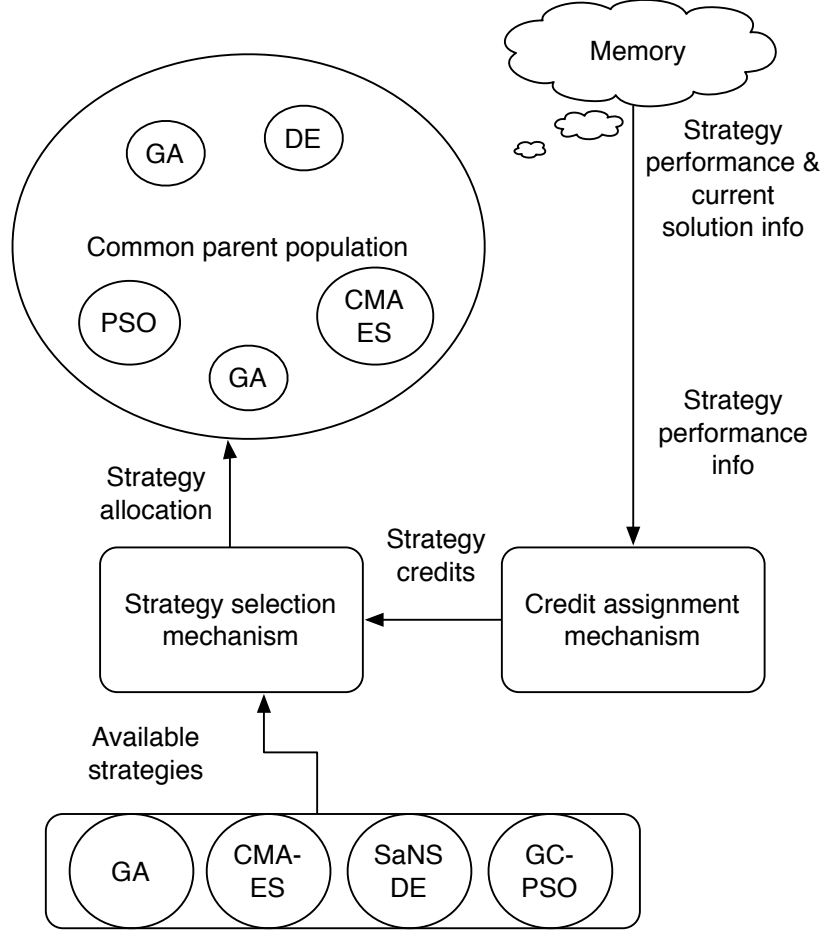 Memory
GA
DE
Strategy
performance &
current
solution info
Common parent population
PSO
CMA
ES
GA
Strategy
performance
info
Strategy
allocation
Strategy
credits
Strategy selection
mechanism
Credit assignment
mechanism
Available
strategies
GA
CMA-
ES
SaNS
DE
GC-
PSO